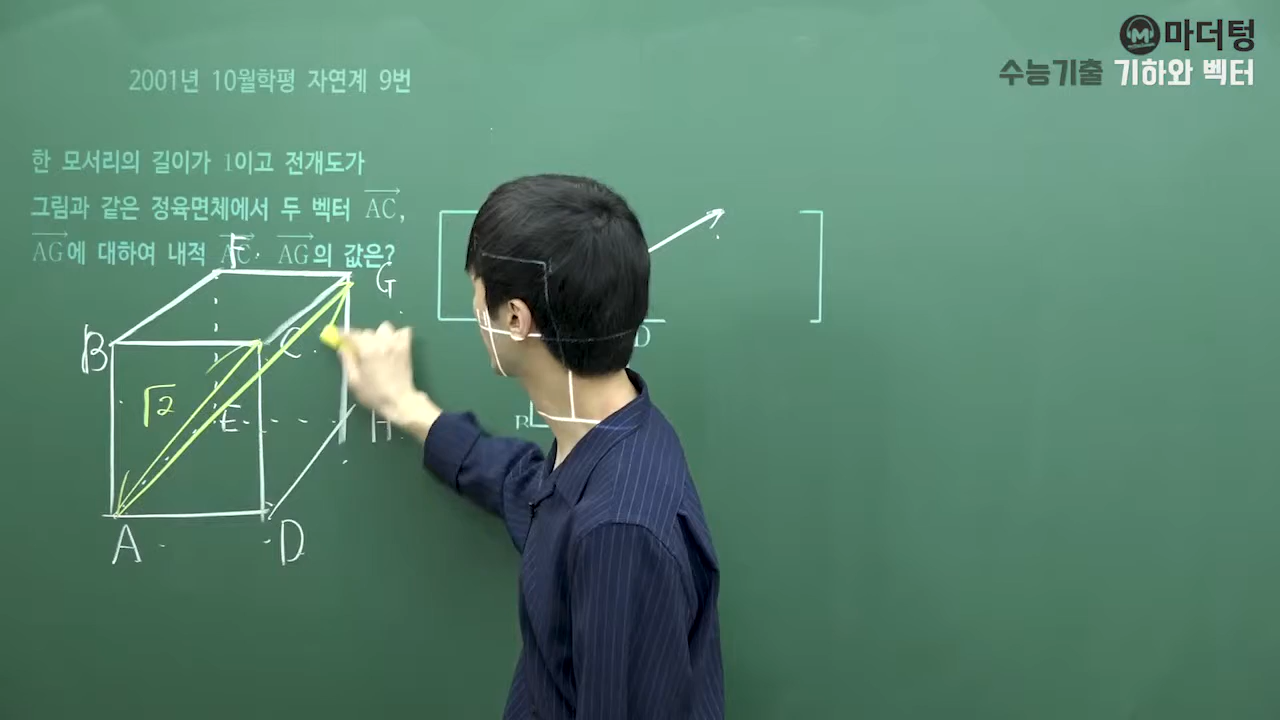 마더텅
수능기출 기하와 벡터
2001년 10월학평 자연계 9번
한 모서리의 길이가 1이고 전개도가
그림과 같은 정육면체에서 두 벡터 AC,
AG에 대하여 내적 AC · AG의 값은?
F
G
B
C
√2
E
H
D
B
A
D